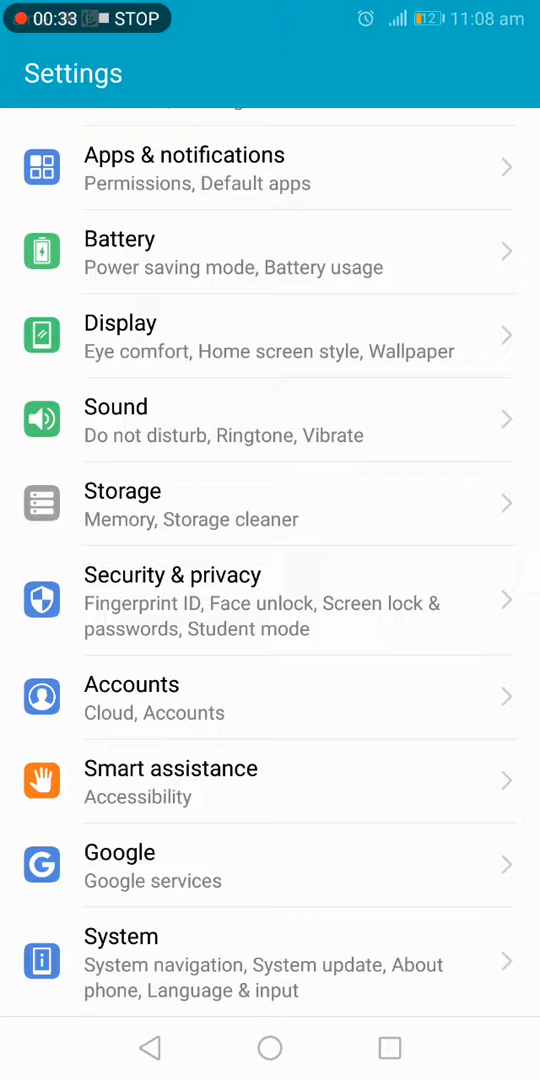 00:33 STOP
12 11:08 am
Settings
Apps & notifications
Permissions, Default apps
Battery
Power saving mode, Battery usage
Display
Eye comfort, Home screen style, Wallpaper
Sound
Do not disturb, Ringtone, Vibrate
Storage
Memory, Storage cleaner
Security & privacy
Fingerprint ID, Face unlock, Screen lock &
passwords, Student mode
Accounts
Cloud, Accounts
Smart assistance
Accessibility
Google
Google services
System
System navigation, System update, About
phone, Language & input